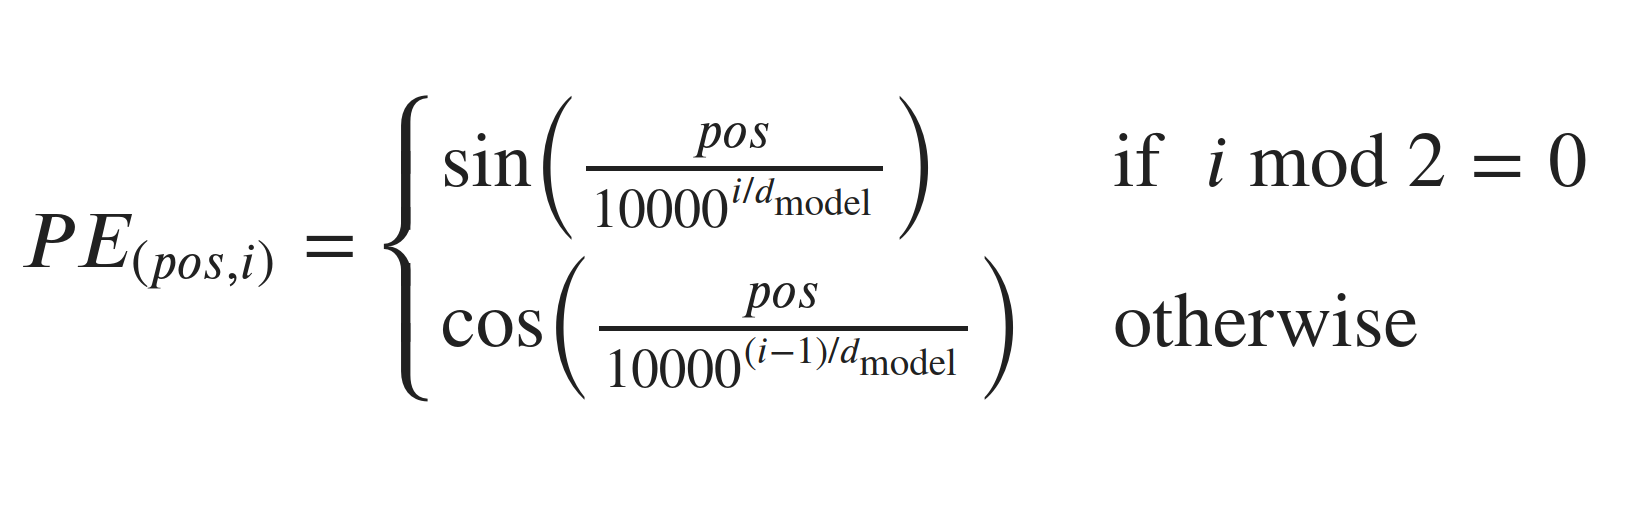 PE_(pos,i) = { sin( pos / 10000^(i/d_model) ) if i mod 2 = 0
cos( pos / 10000^((i−1)/d_model) ) otherwise